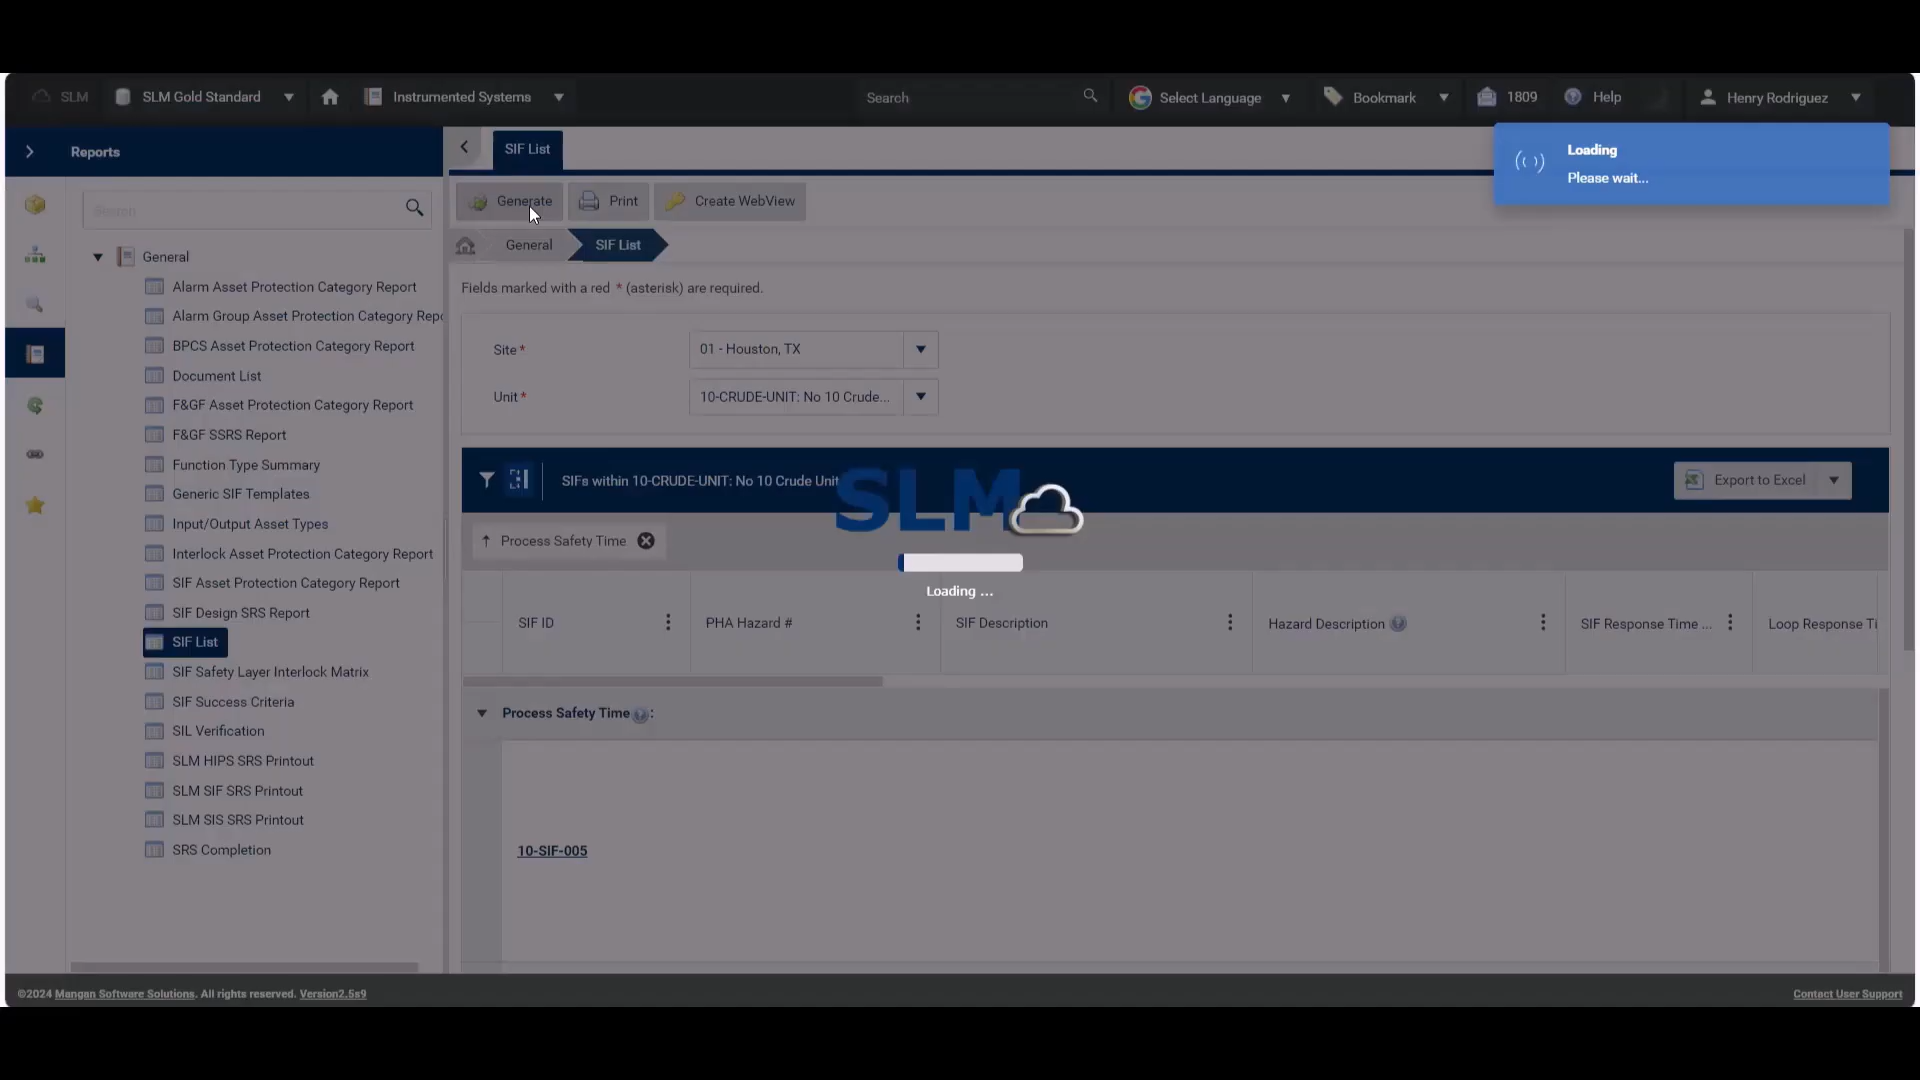 SLM
SLM Gold Standard
Instrumented Systems
Search
Select Language
Bookmark
1809
Help
Henry Rodriguez
Reports
SIF List
Loading
Please wait...
Search
Generate
Print
Create WebView
General
SIF List
General
Alarm Asset Protection Category Report
Alarm Group Asset Protection Category Repo
BPCS Asset Protection Category Report
Document List
F&GF Asset Protection Category Report
F&GF SSRS Report
Function Type Summary
Generic SIF Templates
Input/Output Asset Types
Interlock Asset Protection Category Report
SIF Asset Protection Category Report
SIF Design SRS Report
SIF List
SIF Safety Layer Interlock Matrix
SIF Success Criteria
SIL Verification
SLM HIPS SRS Printout
SLM SIF SRS Printout
SLM SIS SRS Printout
SRS Completion
Fields marked with a red * (asterisk) are required.
Site* 01 - Houston, TX
Unit* 10-CRUDE-UNIT: No 10 Crude...
SIFs within 10-CRUDE-UNIT: No 10 Crude Unit
Export to Excel
SLM
Process Safety Time
Loading ...
SIF ID
PHA Hazard #
SIF Description
Hazard Description
SIF Response Time ...
Loop Response Ti
Process Safety Time :
10-SIF-005
©2024 Mangan Software Solutions. All rights reserved. Version2.5s9
Contact User Support